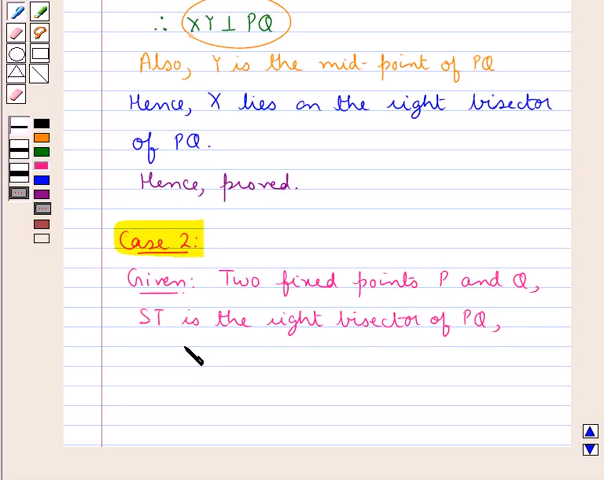 ∴ XY ⊥ PQ
Also, Y is the mid-point of PQ
Hence, X lies on the right bisector
of PQ.
Hence, proved.
Case 2:
Given: Two fixed points P and Q,
ST is the right bisector of PQ,